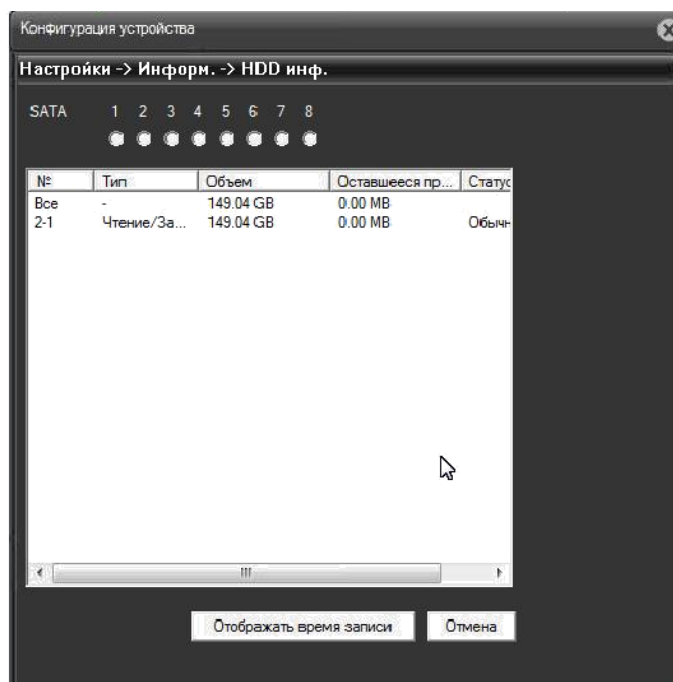 Конфигурация устройства
Настройки -> Информ. -> HDD инф.
SATA 1 2 3 4 5 6 7 8
№ Тип Объем Оставшееся пр... Статус
Все - 149.04 GB 0.00 MB
2-1 Чтение/За... 149.04 GB 0.00 MB Обычн
Отображать время записи Отмена